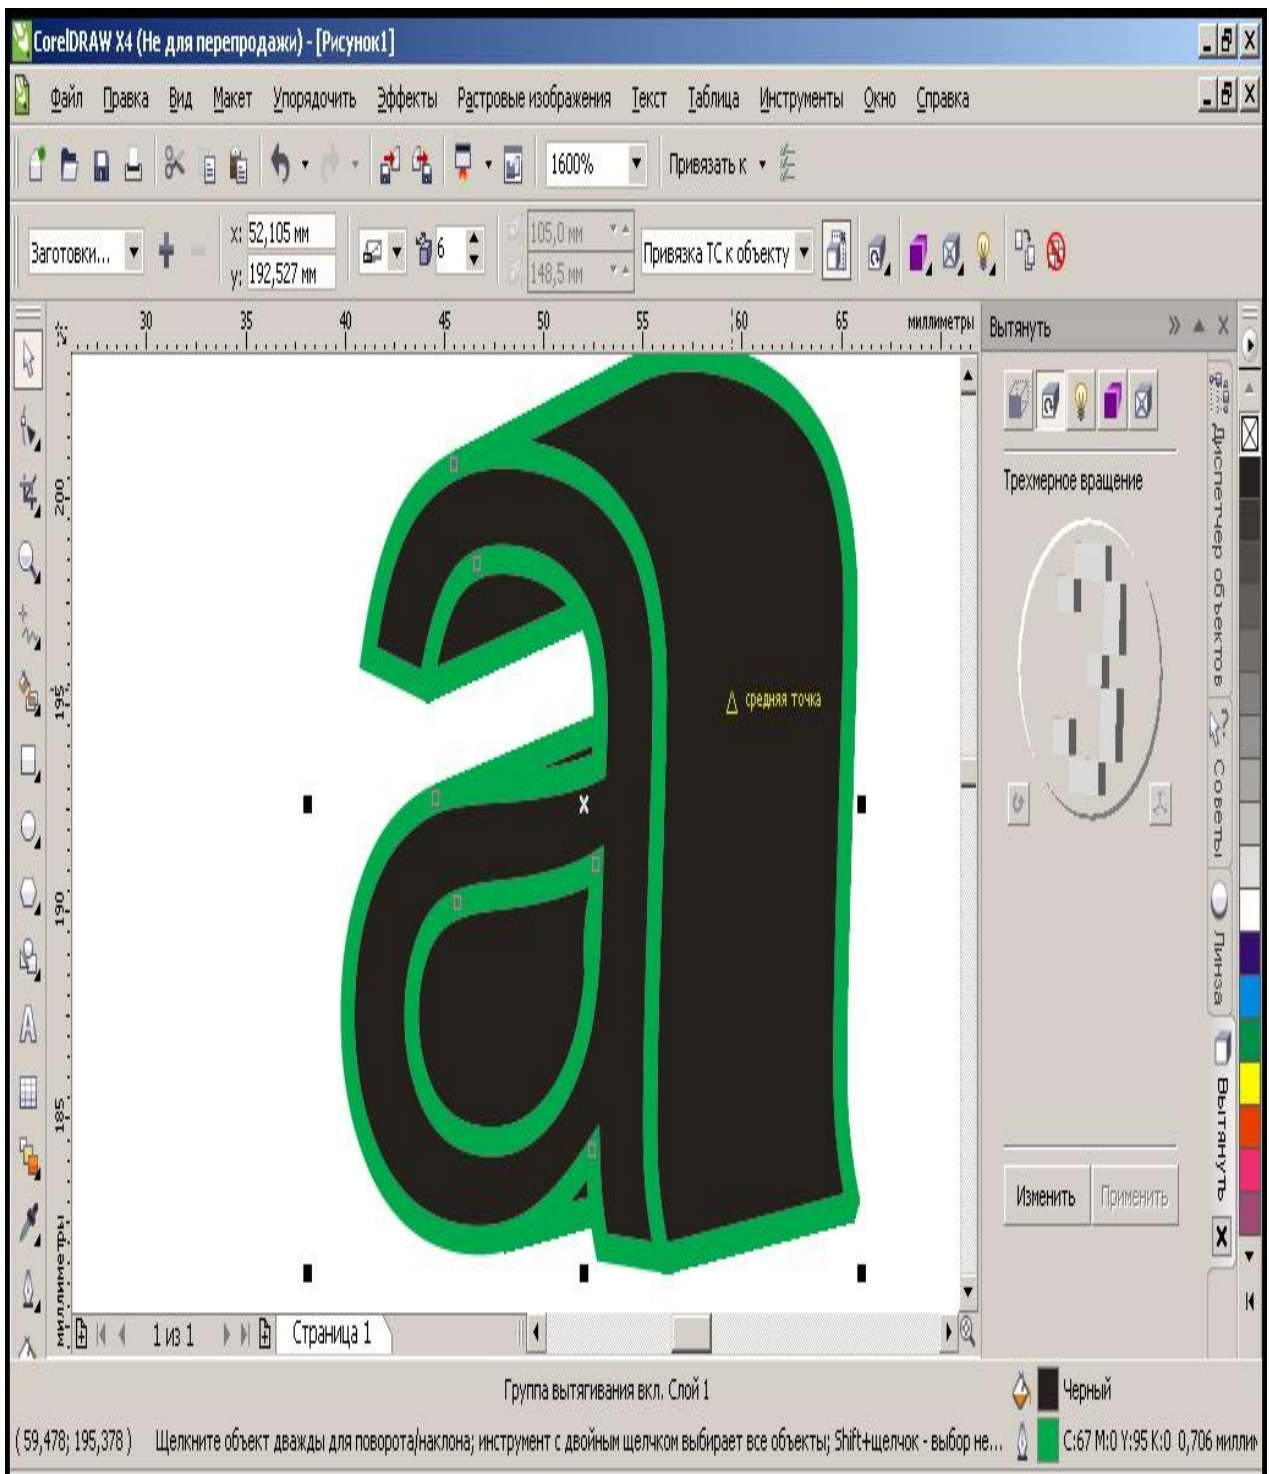 CorelDRAW X4 (Не для перепродажи) - [Рисунок1]
Файл Правка Вид Макет Упорядочить Эффекты Растровые изображения Текст Таблица Инструменты Окно Справка
1600% Привязать к
Заготовки... x: 52,105 мм 6 105,0 мм Привязка ТС к объекту
y: 192,527 мм 148,5 мм
30 35 40 45 50 55 60 65 миллиметры
Вытянуть
Трехмерное вращение
200
195
190
185
миллиметры
a
средняя точка
Диспетчер объектов
Советы
Линза
Вытянуть
Изменить Применить
1 из 1 Страница 1
Группа вытягивания вкл. Слой 1
Черный
( 59,478; 195,378 ) Щелкните объект дважды для поворота/наклона; инструмент с двойным щелчком выбирает все объекты; Shift+щелчок - выбор не...
C:67 M:0 Y:95 K:0 0,706 миллим